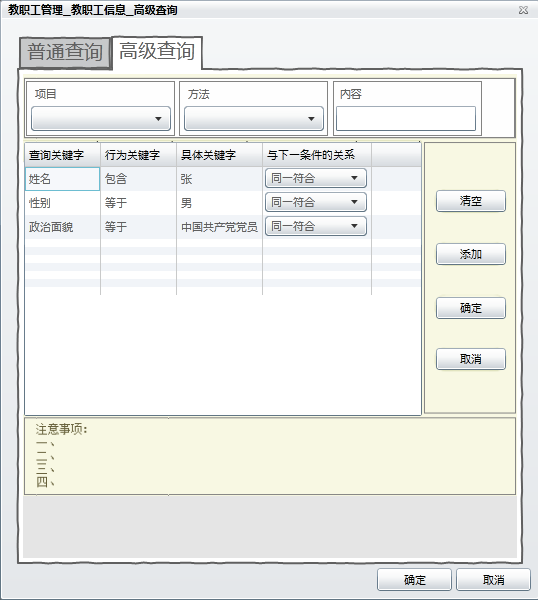 教职工管理_教职工信息_高级查询
普通查询 高级查询
项目 方法 内容
查询关键字 行为关键字 具体关键字 与下一条件的关系
姓名 包含 张 同一符合
性别 等于 男 同一符合
政治面貌 等于 中国共产党党员 同一符合
清空
添加
确定
取消
注意事项：
一、
二、
三、
四、
确定 取消